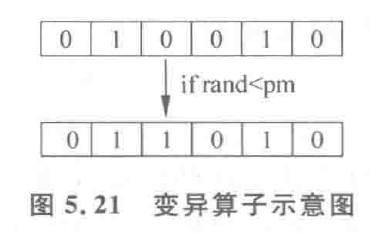 0 1 0 0 1 0
if rand<pm
0 1 1 0 1 0
图 5.21 变异算子示意图